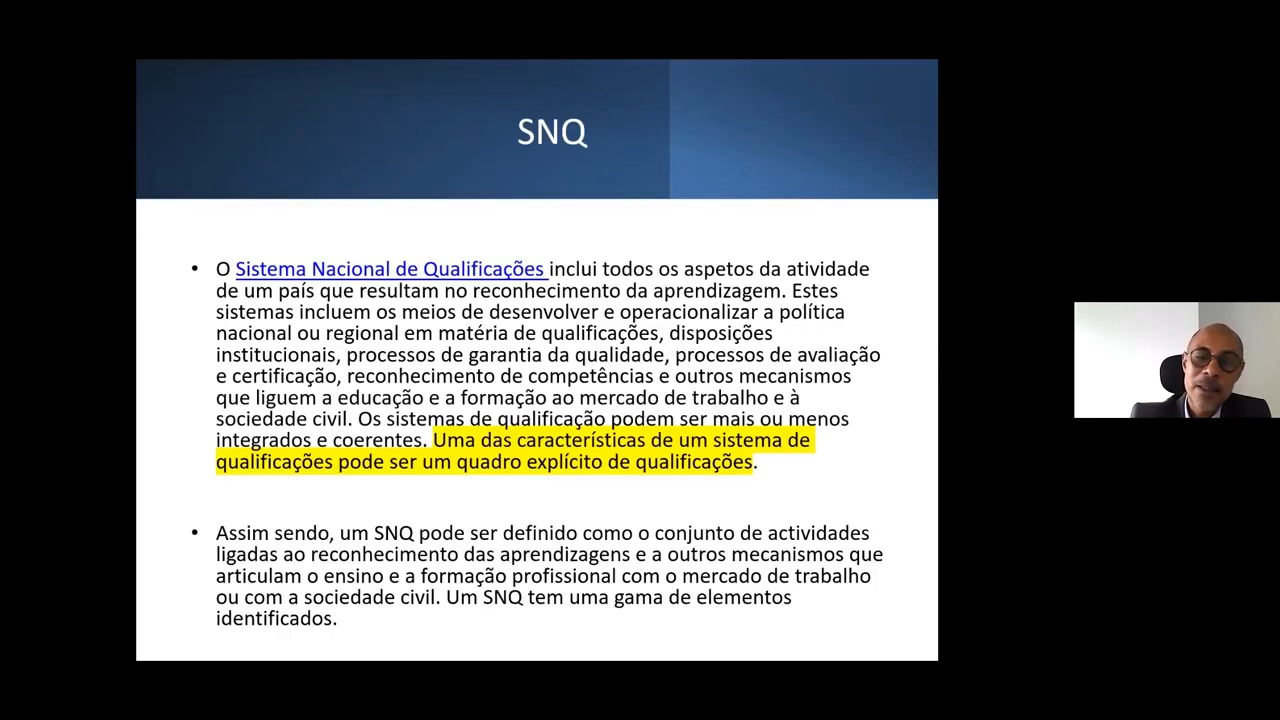 SNQ
• O Sistema Nacional de Qualificações inclui todos os aspetos da atividade
de um país que resultam no reconhecimento da aprendizagem. Estes
sistemas incluem os meios de desenvolver e operacionalizar a política
nacional ou regional em matéria de qualificações, disposições
institucionais, processos de garantia da qualidade, processos de avaliação
e certificação, reconhecimento de competências e outros mecanismos
que liguem a educação e a formação ao mercado de trabalho e à
sociedade civil. Os sistemas de qualificação podem ser mais ou menos
integrados e coerentes. Uma das características de um sistema de
qualificações pode ser um quadro explícito de qualificações.
• Assim sendo, um SNQ pode ser definido como o conjunto de actividades
ligadas ao reconhecimento das aprendizagens e a outros mecanismos que
articulam o ensino e a formação profissional com o mercado de trabalho
ou com a sociedade civil. Um SNQ tem uma gama de elementos
identificados.